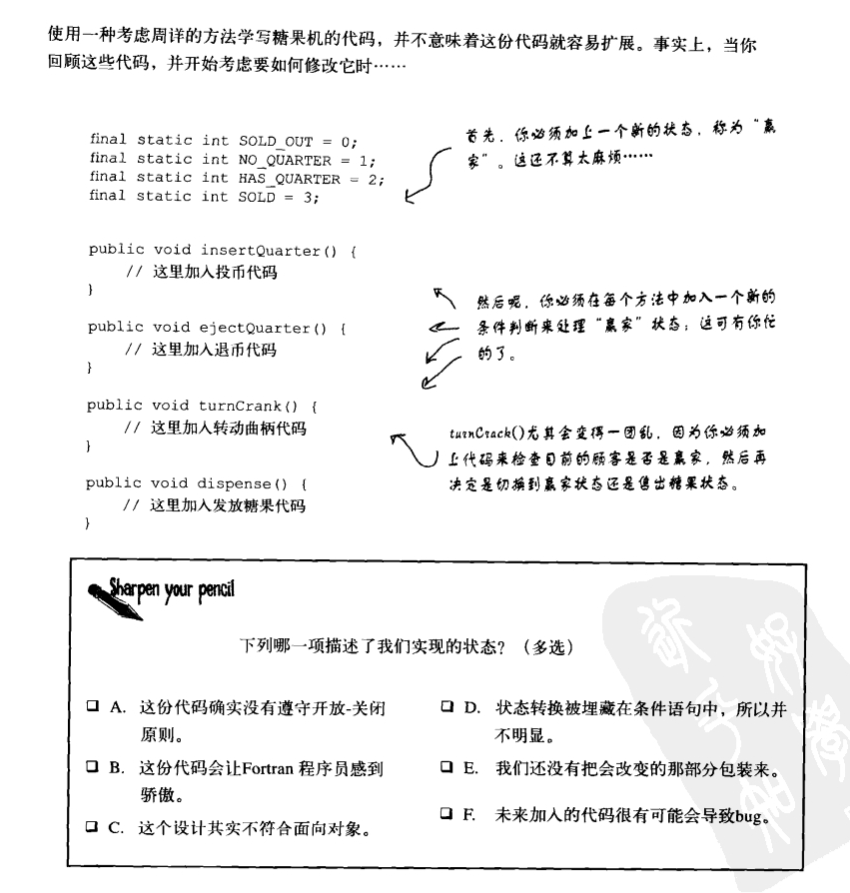 使用一种考虑周详的方法学写糖果机的代码，并不意味着这份代码就容易扩展。事实上，当你
回顾这些代码，并开始考虑要如何修改它时……
final static int SOLD_OUT = 0;
final static int NO_QUARTER = 1;
final static int HAS_QUARTER = 2;
final static int SOLD = 3;
首先，你必须加上一个新的状态，称为“赢
家”。这还不算太麻烦……
public void insertQuarter() {
// 这里加入投币代码
}
public void ejectQuarter() {
// 这里加入退币代码
}
public void turnCrank() {
// 这里加入转动曲柄代码
}
public void dispense() {
// 这里加入发放糖果代码
}
然后呢，你必须在每个方法中加入一个新的
条件判断来处理“赢家”状态；这可有你忙
的了。
turnCrack()尤其会变得一团乱，因为你必须加
上代码来检查目前的顾客是否是赢家，然后再
决定是切换到赢家状态还是售出糖果状态。
Sharpen your pencil
下列哪一项描述了我们实现的状态？（多选）
A. 这份代码确实没有遵守开放-关闭
原则。
B. 这份代码会让Fortran 程序员感到
骄傲。
C. 这个设计其实不符合面向对象。
D. 状态转换被埋藏在条件语句中，所以并
不明显。
E. 我们还没有把会改变的那部分包装来。
F. 未来加入的代码很有可能会导致bug。